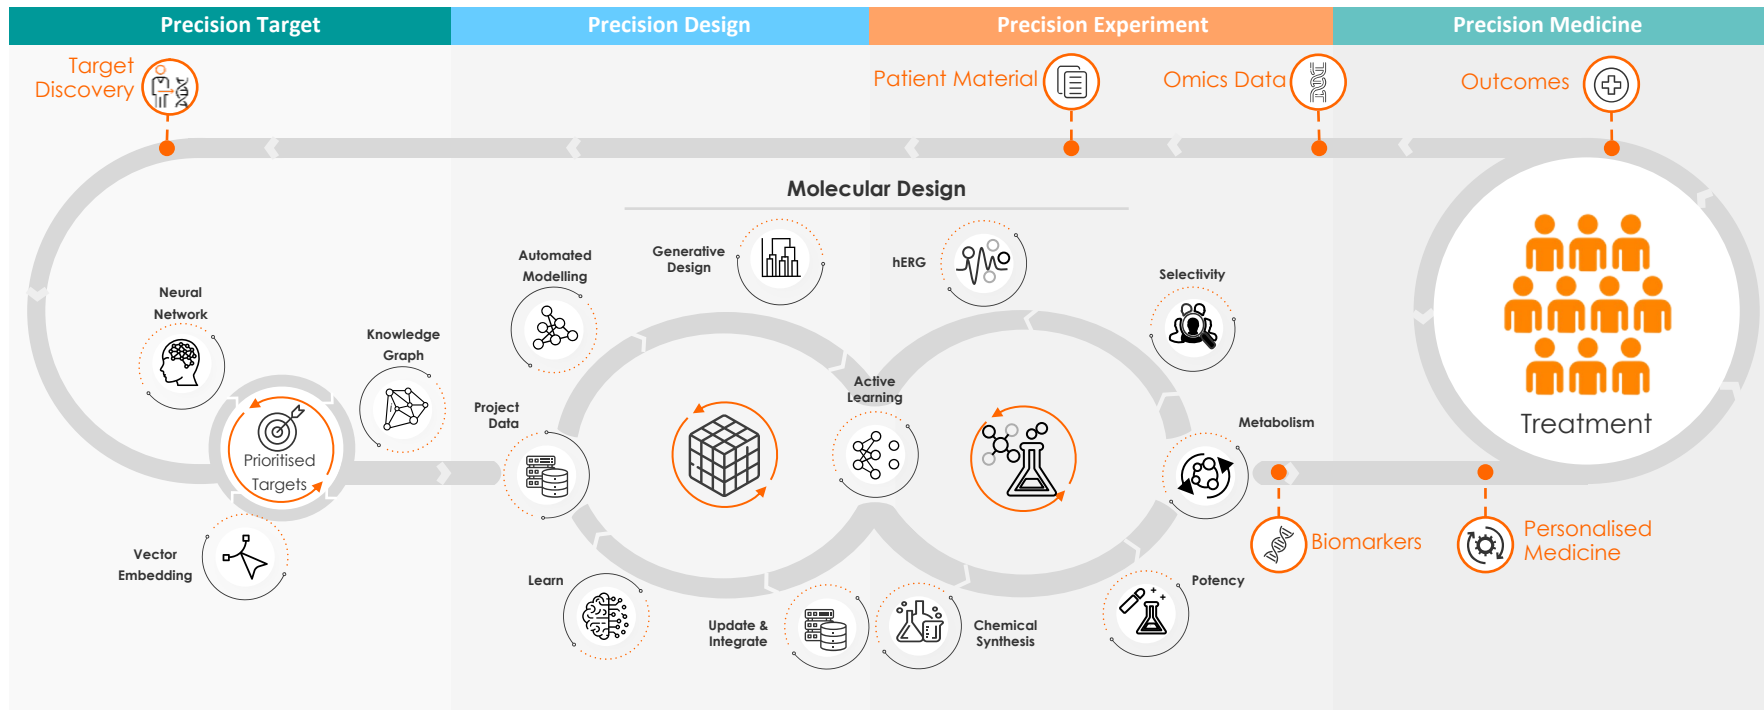 Precision Target
Precision Design
Precision Experiment
Precision Medicine
Target
Discovery
Patient Material
Omics Data
Outcomes
Molecular Design
Neural
Network
Knowledge
Graph
Prioritised
Targets
Vector
Embedding
Automated
Modelling
Generative
Design
Project
Data
Learn
Update &
Integrate
Active
Learning
hERG
Selectivity
Metabolism
Potency
Chemical
Synthesis
Biomarkers
Personalised
Medicine
Treatment